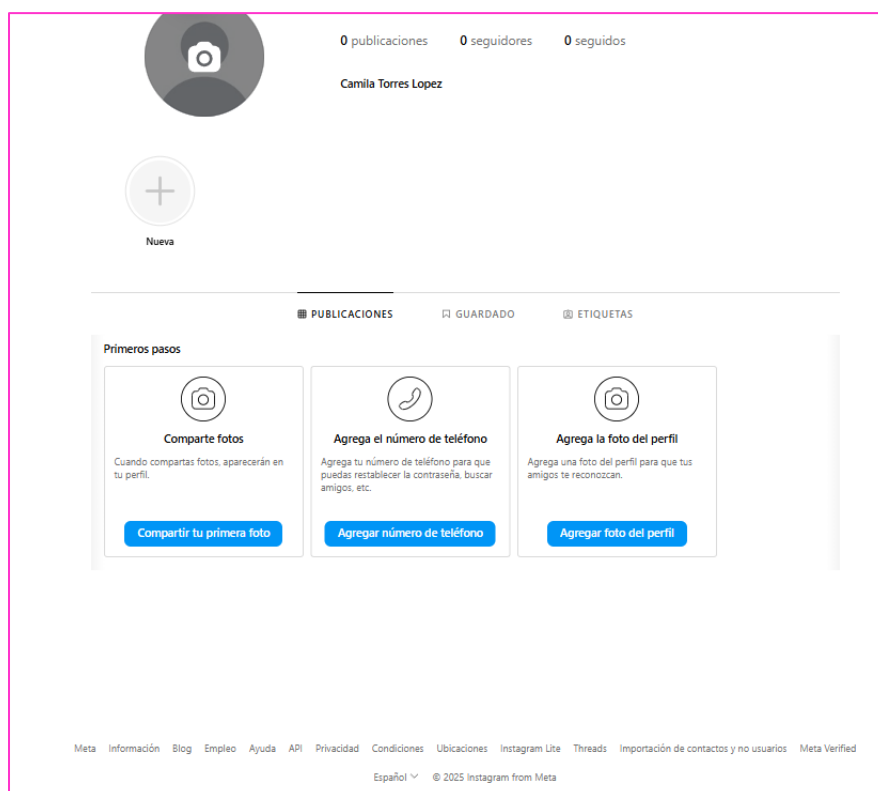 0 publicaciones 0 seguidores 0 seguidos
Camila Torres Lopez
Nueva
PUBLICACIONES GUARDADO ETIQUETAS
Primeros pasos
Comparte fotos
Cuando compartas fotos, aparecerán en
tu perfil.
Compartir tu primera foto
Agrega el número de teléfono
Agrega tu número de teléfono para que
puedas restablecer la contraseña, buscar
amigos, etc.
Agregar número de teléfono
Agrega la foto del perfil
Agrega una foto del perfil para que tus
amigos te reconozcan.
Agregar foto del perfil
Meta Información Blog Empleo Ayuda API Privacidad Condiciones Ubicaciones Instagram Lite Threads Importación de contactos y no usuarios Meta Verified
Español © 2025 Instagram from Meta